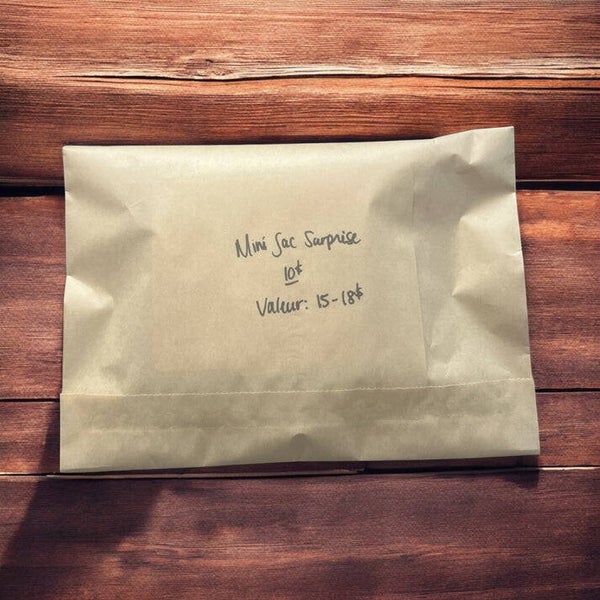 Mini Sac Surprise
10$
Valeur: 15-18$